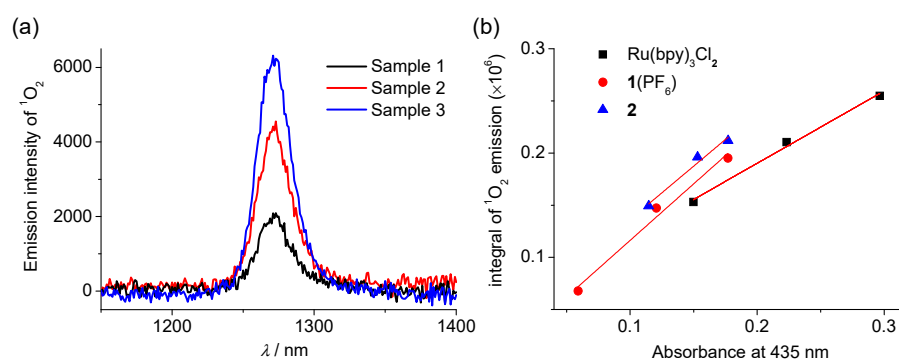 (a)
Emission intensity of ¹O₂
6000
4000
2000
0
1200
1300
1400
λ / nm
Sample 1
Sample 2
Sample 3
(b)
integral of ¹O₂ emission (×10⁶)
0.3
0.2
0.1
0.1
0.2
0.3
Absorbance at 435 nm
Ru(bpy)₃Cl₂
1(PF₆)
2